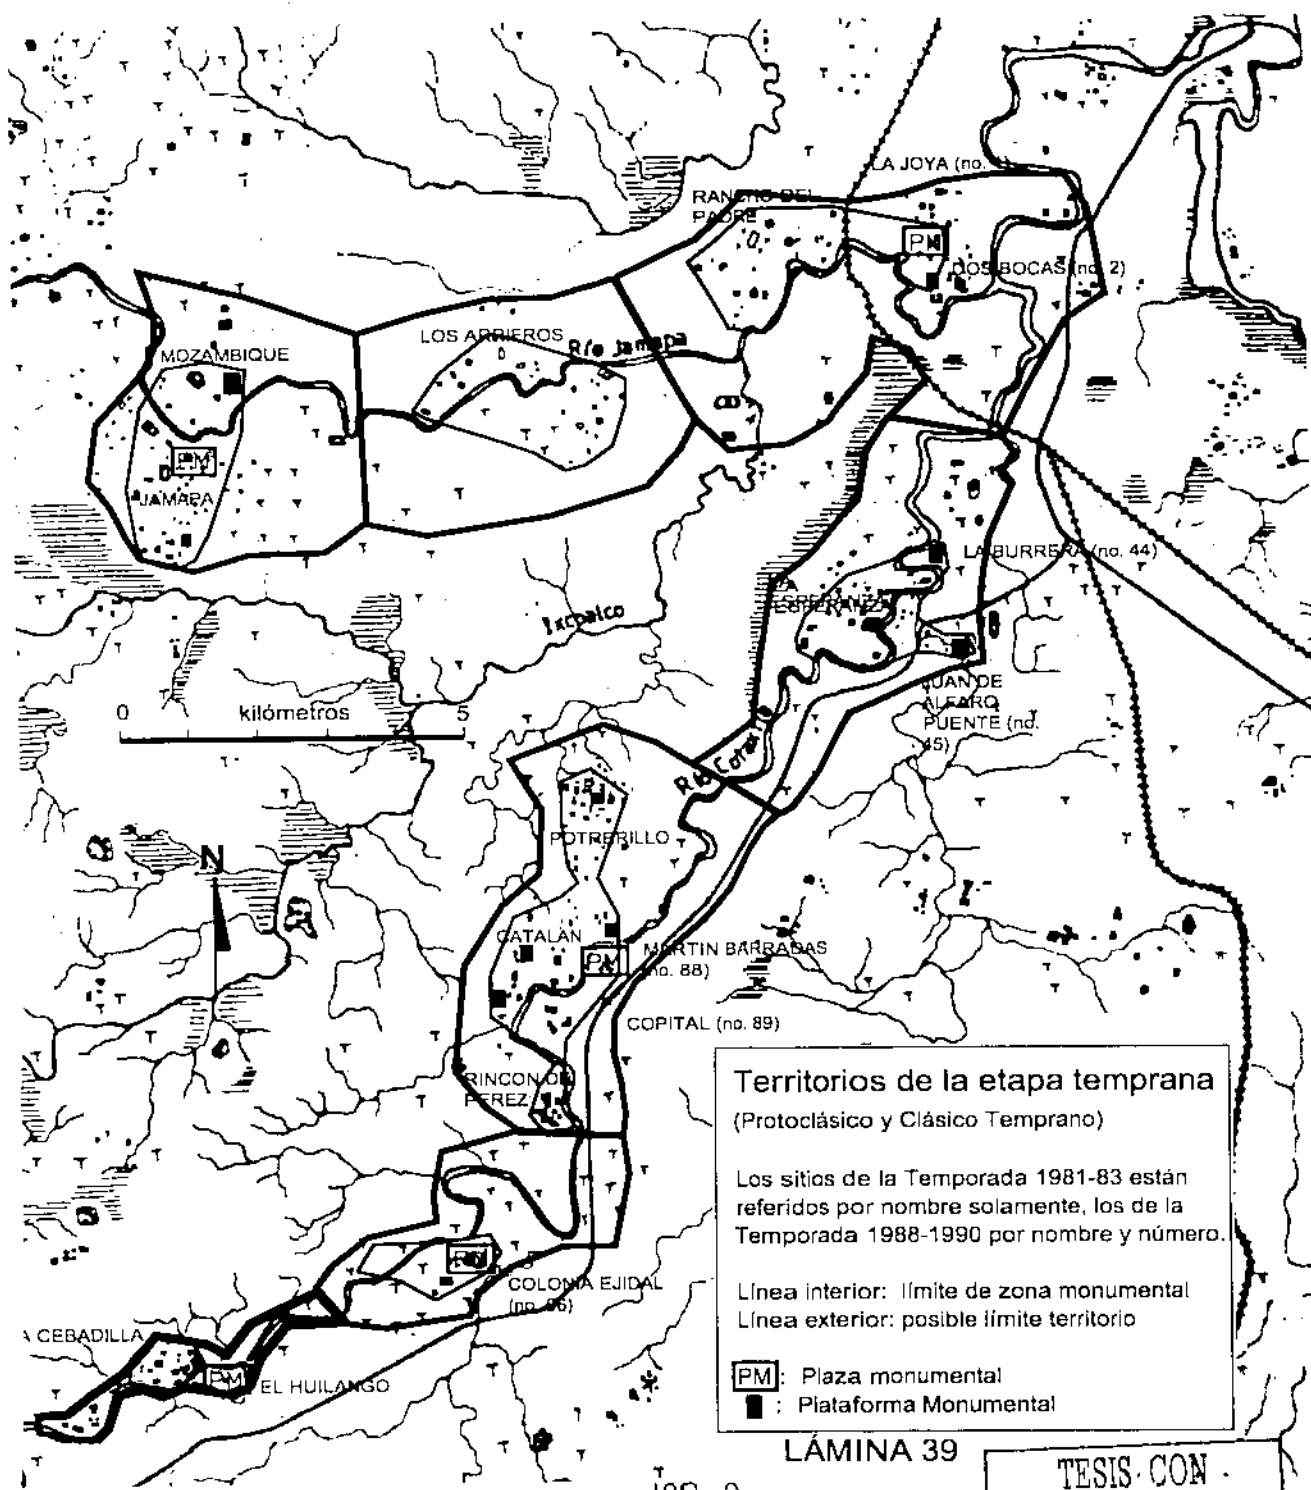 LA JOYA (no.
RANCHO DEL
PADRE
PM
DOS BOCAS (no. 2)
LOS ARRIEROS
Río Jamapa
MOZAMBIQUE
PM
JAMAPA
LA BURRERA (no. 44)
LA
ESPERANZA
Ixcoalco
JUAN DE
ALFARO
PUENTE (no.
45)
0 kilómetros 5
Río Cotaxtla
POTRERILLO
N
CATALAN
PM
MARTIN BARRADAS
(no. 88)
COPITAL (no. 89)
RINCON DE
PEREZ
PM
COLONIA EJIDAL
(no. 96)
A CEBADILLA
PM
EL HUILANGO
Territorios de la etapa temprana
(Protoclásico y Clásico Temprano)
Los sitios de la Temporada 1981-83 están
referidos por nombre solamente, los de la
Temporada 1988-1990 por nombre y número.
Línea interior: límite de zona monumental
Línea exterior: posible límite territorio
PM: Plaza monumental
: Plataforma Monumental
LÁMINA 39
TESIS CON